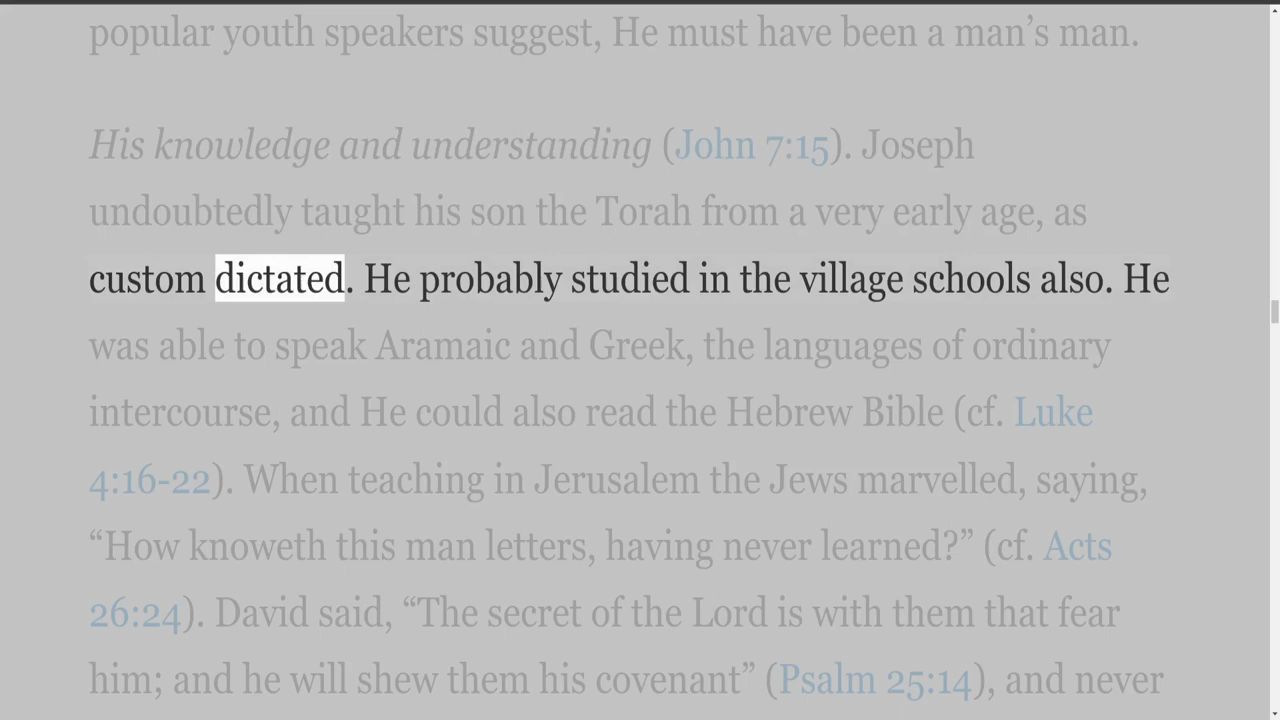 popular youth speakers suggest, He must have been a man’s man.
His knowledge and understanding (John 7:15). Joseph
undoubtedly taught his son the Torah from a very early age, as
custom dictated. He probably studied in the village schools also. He
was able to speak Aramaic and Greek, the languages of ordinary
intercourse, and He could also read the Hebrew Bible (cf. Luke
4:16-22). When teaching in Jerusalem the Jews marvelled, saying,
“How knoweth this man letters, having never learned?” (cf. Acts
26:24). David said, “The secret of the Lord is with them that fear
him; and he will shew them his covenant” (Psalm 25:14), and never